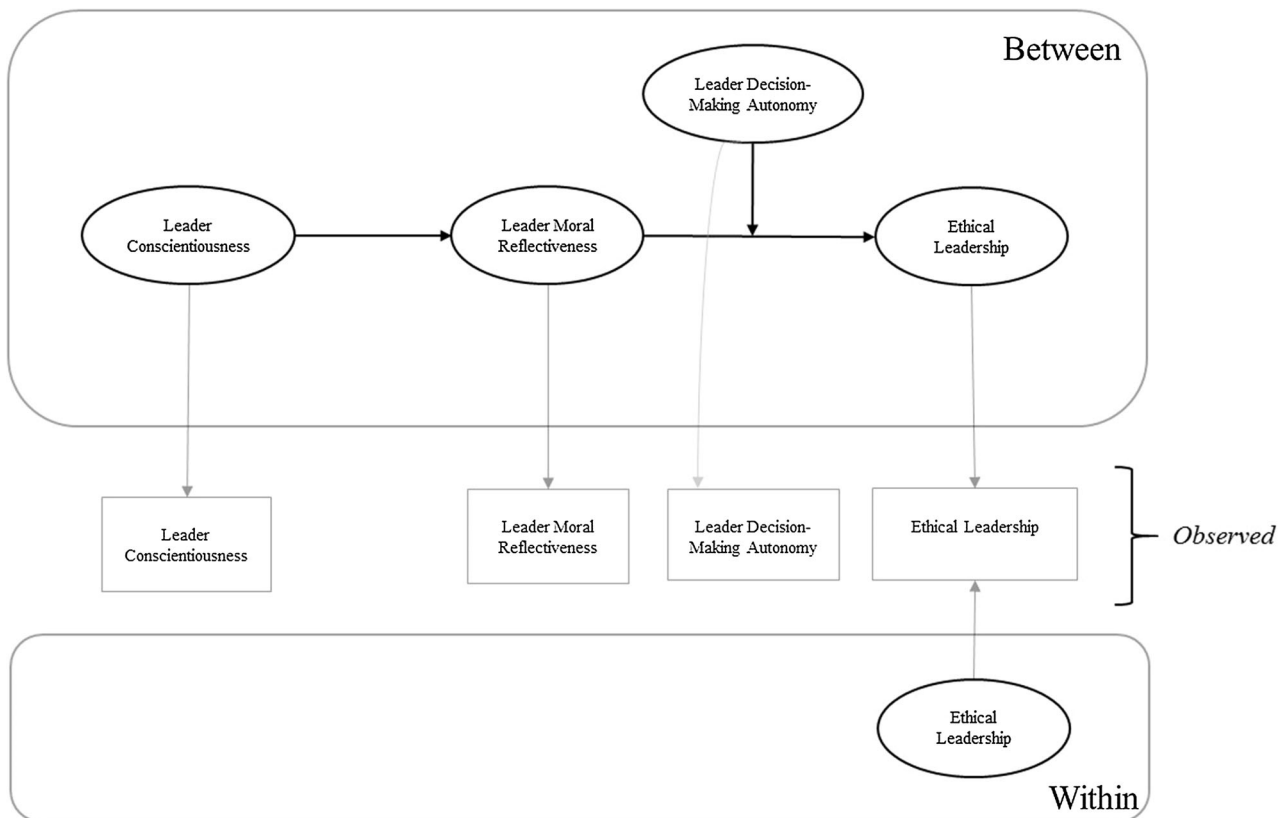 Between
Leader Decision-
Making Autonomy
Leader
Conscientiousness
Leader Moral
Reflectiveness
Ethical
Leadership
Leader
Conscientiousness
Leader Moral
Reflectiveness
Leader Decision-
Making Autonomy
Ethical Leadership
Observed
Ethical
Leadership
Within